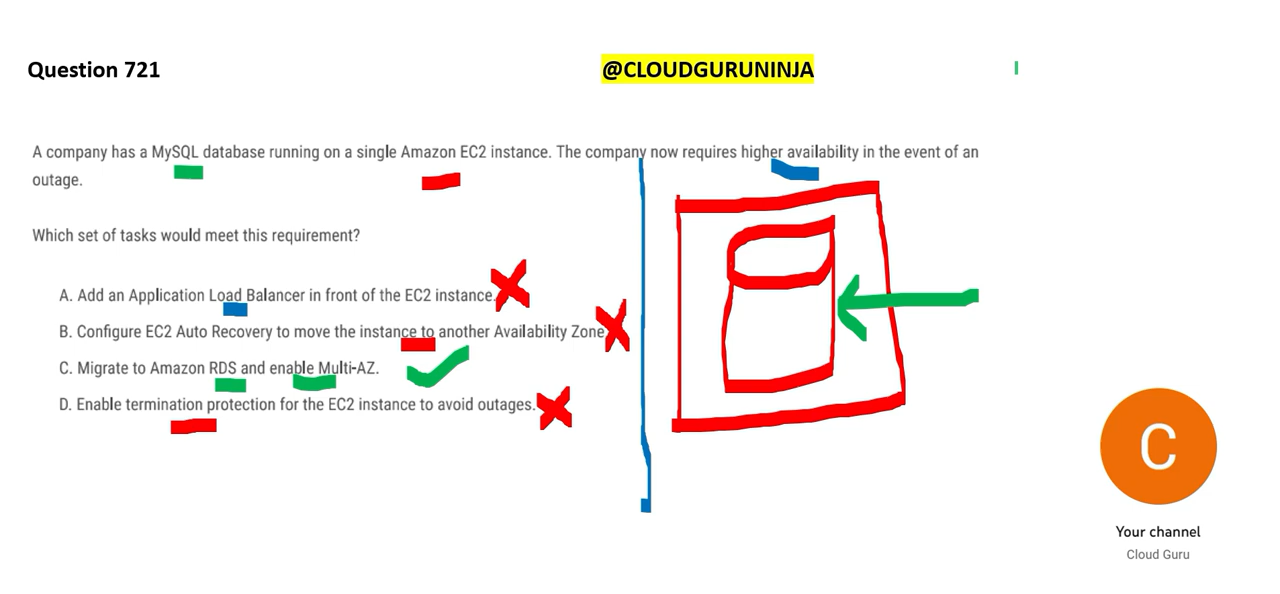 Question 721
@CLOUDGURUNINJA
A company has a MySQL database running on a single Amazon EC2 instance. The company now requires higher availability in the event of an
outage.
Which set of tasks would meet this requirement?
A. Add an Application Load Balancer in front of the EC2 instance.
B. Configure EC2 Auto Recovery to move the instance to another Availability Zone
C. Migrate to Amazon RDS and enable Multi-AZ.
D. Enable termination protection for the EC2 instance to avoid outages.
C
Your channel
Cloud Guru